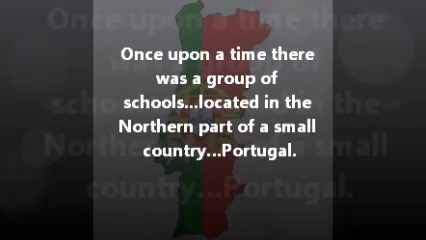 Once upon a time there
was a group of
schools...located in the
Northern part of a small
country...Portugal.